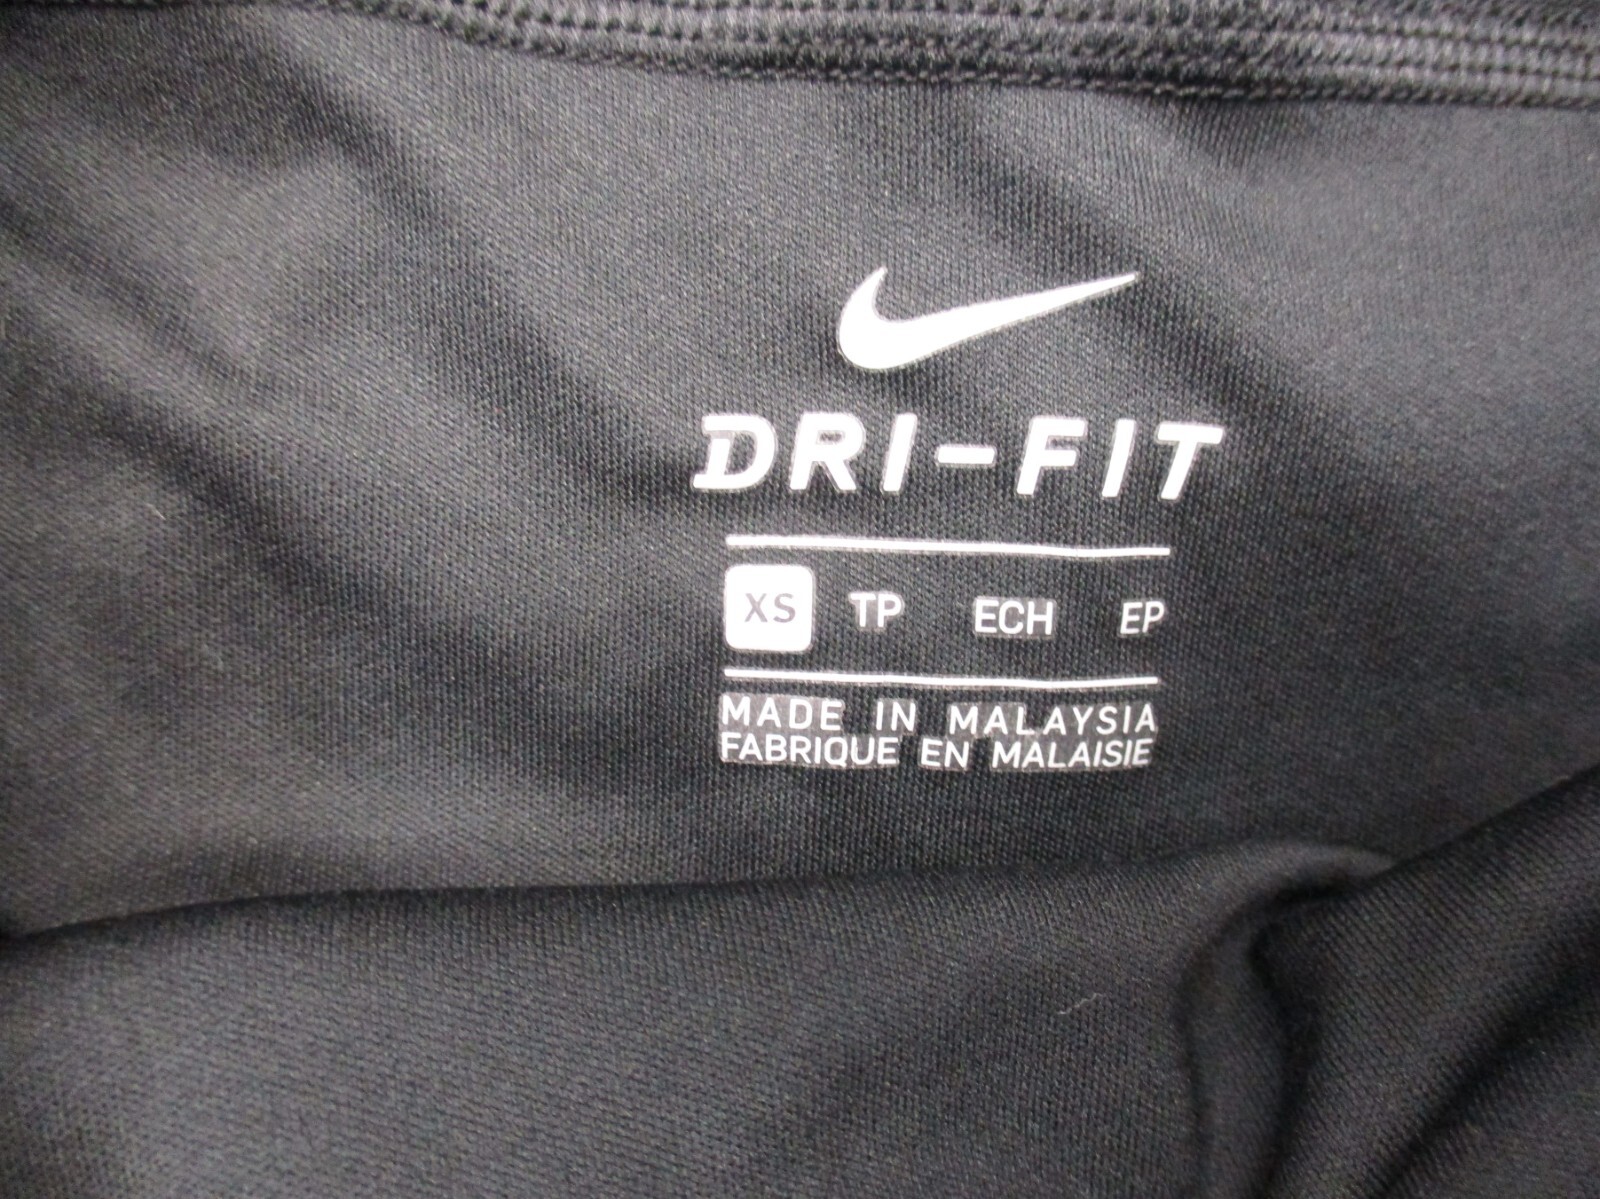 DRI-FIT
XS TP ECH EP
MADE IN MALAYSIA
FABRIQUE EN MALAISIE